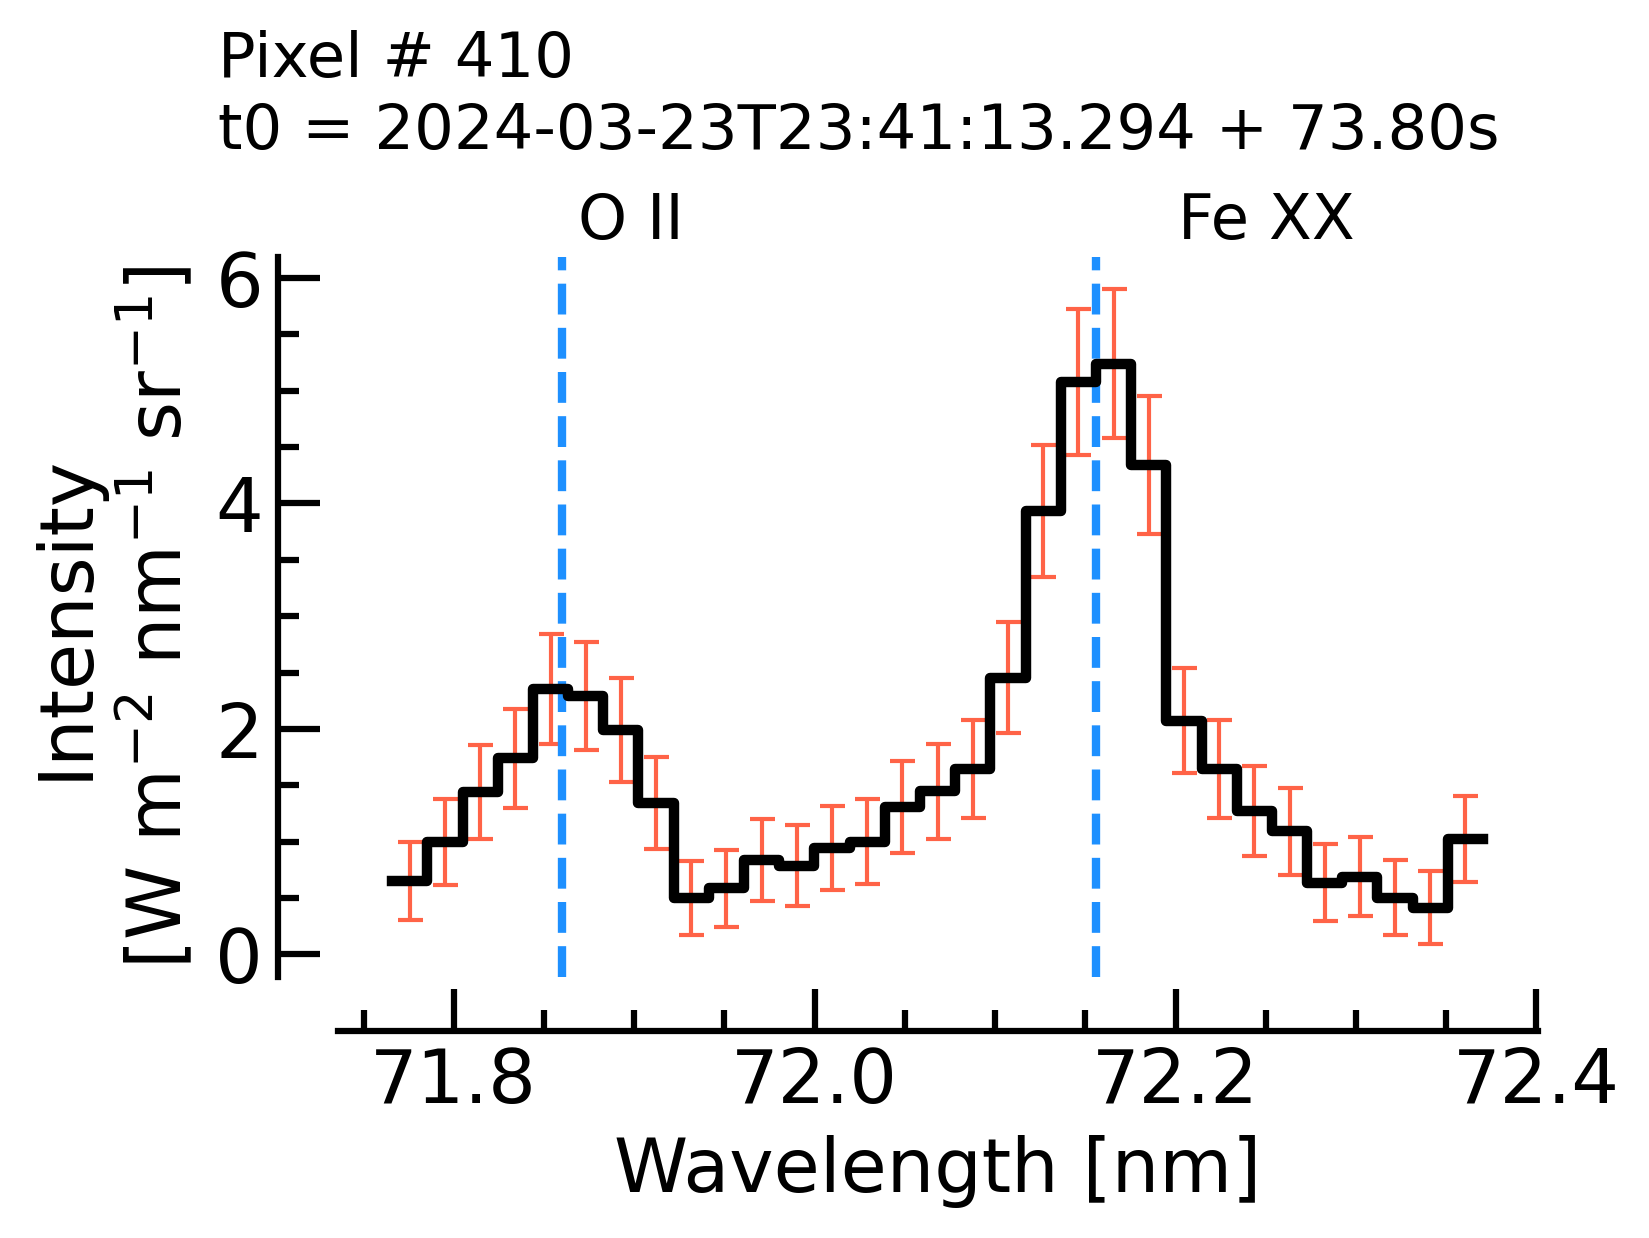 Pixel # 410
t0 = 2024-03-23T23:41:13.294 + 73.80s
O II
Fe XX
Intensity
[W m⁻² nm⁻¹ sr⁻¹]
6
4
2
0
71.8
72.0
72.2
72.4
Wavelength [nm]